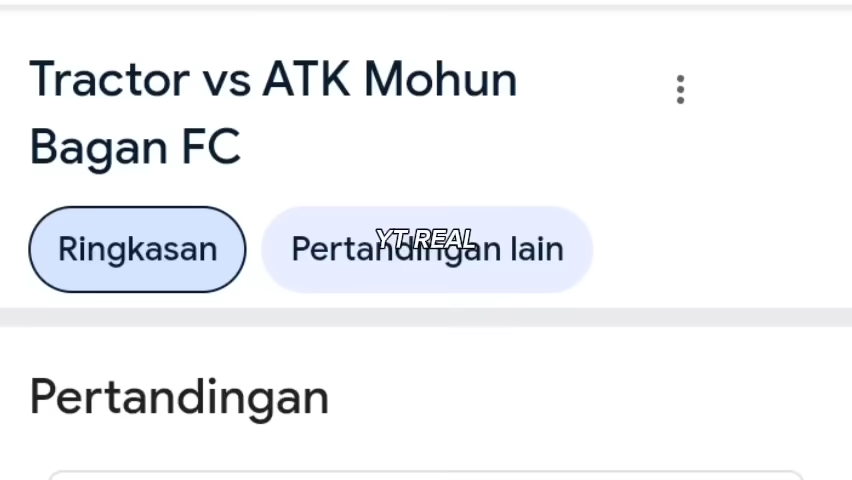 Tractor vs ATK Mohun
Bagan FC
Ringkasan
Pertandingan lain
YT REAL
Pertandingan